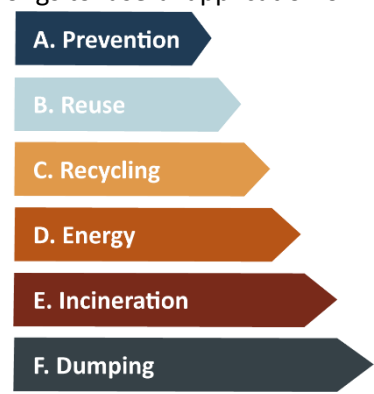 A. Prevention
B. Reuse
C. Recycling
D. Energy
E. Incineration
F. Dumping